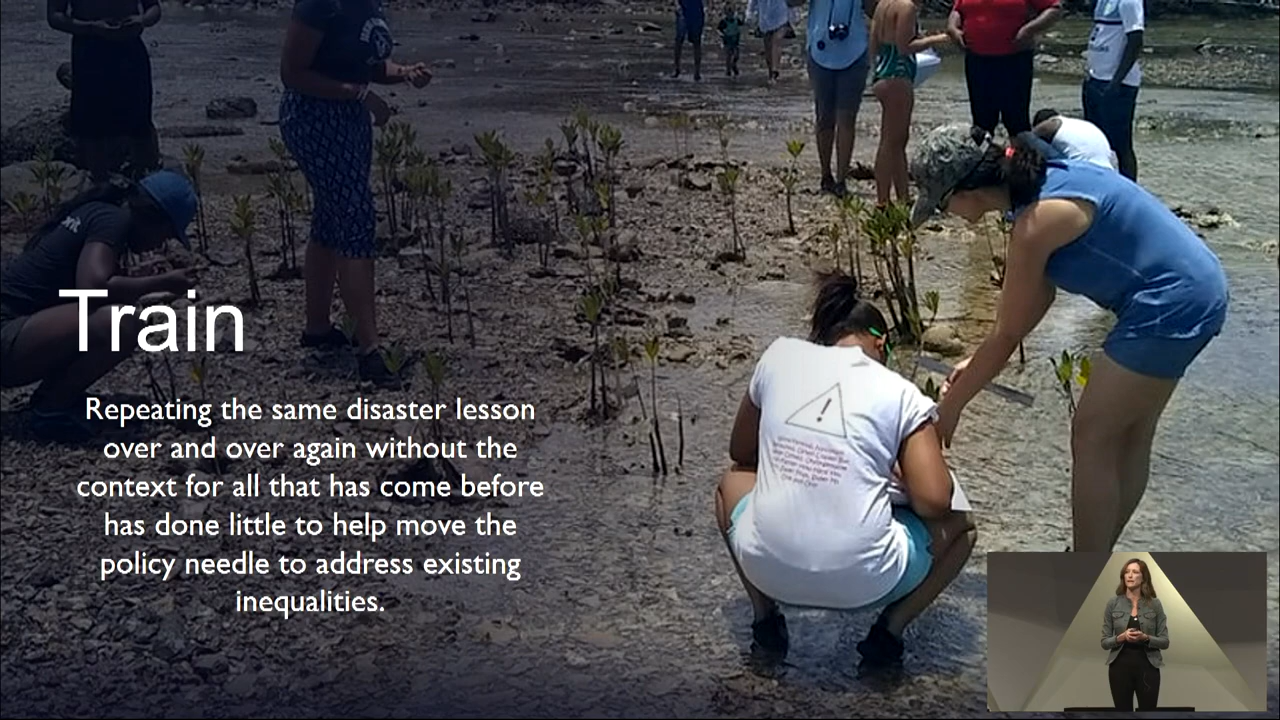 Train
Repeating the same disaster lesson
over and over again without the
context for all that has come before
has done little to help move the
policy needle to address existing
inequalities.
!